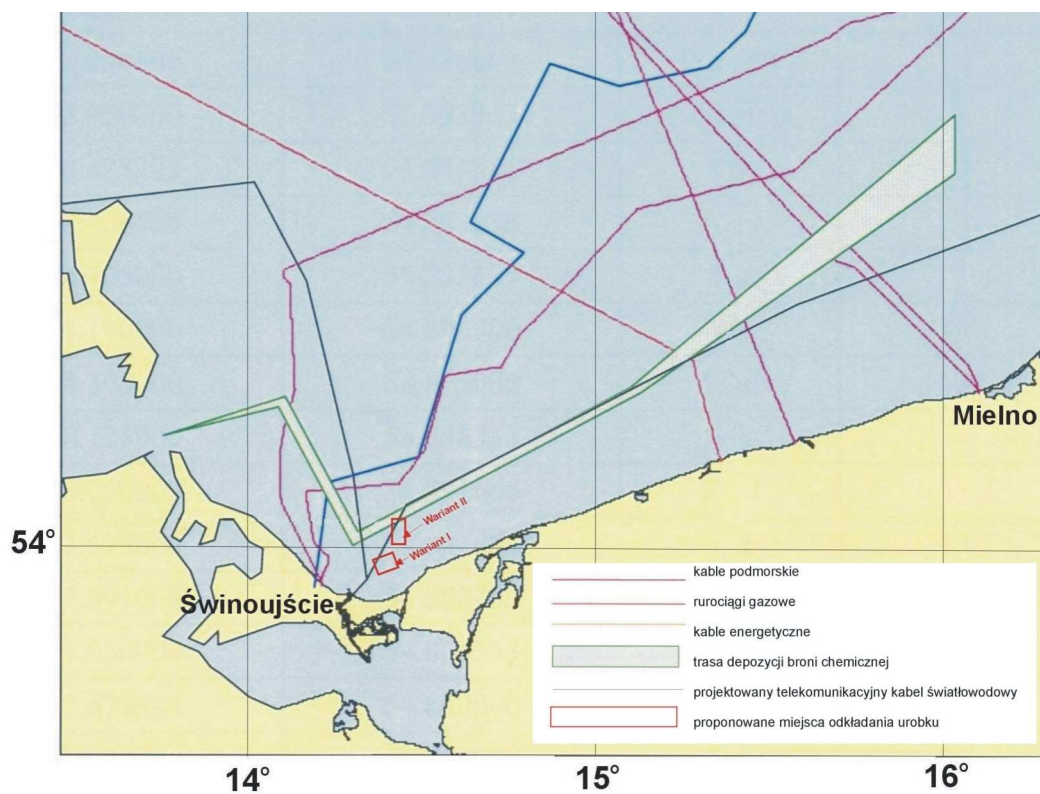 Mielno
Wariant II
54°
Wariant I
Świnoujście
kable podmorskie
rurociągi gazowe
kable energetyczne
trasa depozycji broni chemicznej
projektowany telekomunikacyjny kabel światłowodowy
proponowane miejsca odkładania urobku
14°
15°
16°